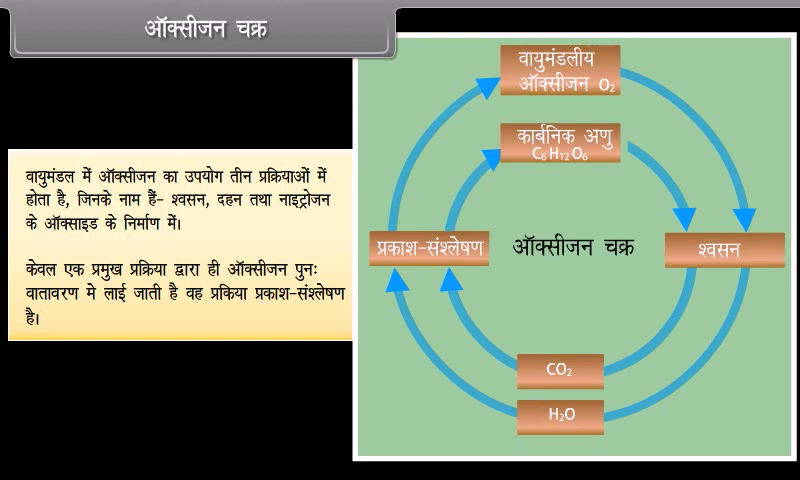 ऑक्सीजन चक्र
वायुमंडल में ऑक्सीजन का उपयोग तीन प्रक्रियाओं में
होता है, जिनके नाम हैं- श्वसन, दहन तथा नाइट्रोजन
के ऑक्साइड के निर्माण में।
केवल एक प्रमुख प्रक्रिया द्वारा ही ऑक्सीजन पुनः
वातावरण मे लाई जाती है वह प्रकिया प्रकाश-संश्लेषण
है।
वायुमंडलीय
ऑक्सीजन O₂
कार्बनिक अणु
C₆H₁₂O₆
प्रकाश-संश्लेषण
ऑक्सीजन चक्र
श्वसन
CO₂
H₂O